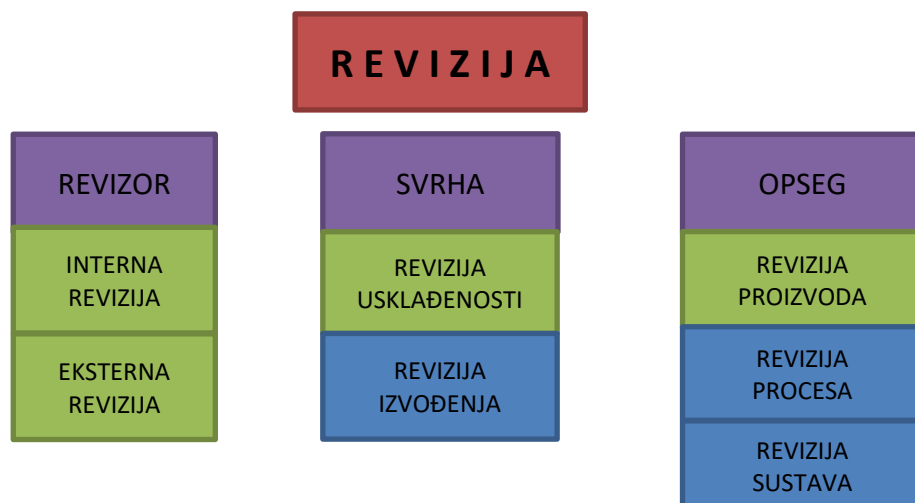 R E V I Z I J A
REVIZOR
INTERNA
REVIZIJA
EKSTERNA
REVIZIJA
SVRHA
REVIZIJA
USKLAĐENOSTI
REVIZIJA
IZVOĐENJA
OPSEG
REVIZIJA
PROIZVODA
REVIZIJA
PROCESA
REVIZIJA
SUSTAVA